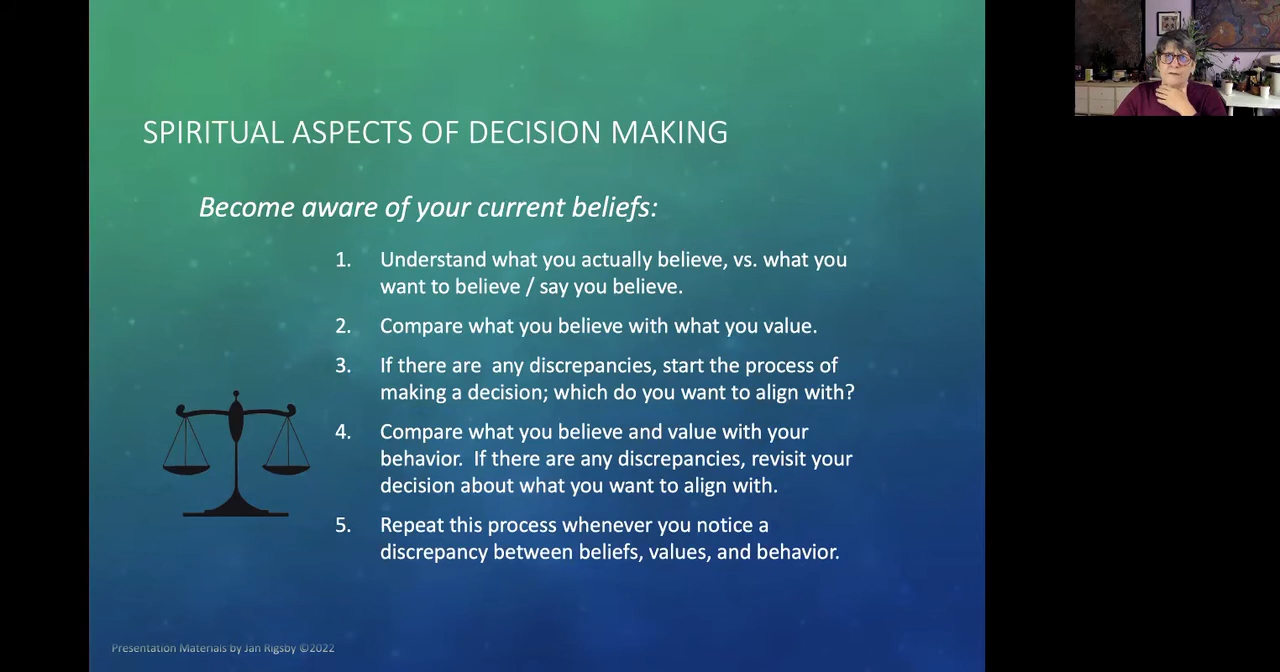 SPIRITUAL ASPECTS OF DECISION MAKING
Become aware of your current beliefs:
1. Understand what you actually believe, vs. what you
want to believe / say you believe.
2. Compare what you believe with what you value.
3. If there are  any discrepancies, start the process of
making a decision; which do you want to align with?
4. Compare what you believe and value with your
behavior.  If there are any discrepancies, revisit your
decision about what you want to align with.
5. Repeat this process whenever you notice a
discrepancy between beliefs, values, and behavior.
Presentation Materials by Jan Rigsby ©2022